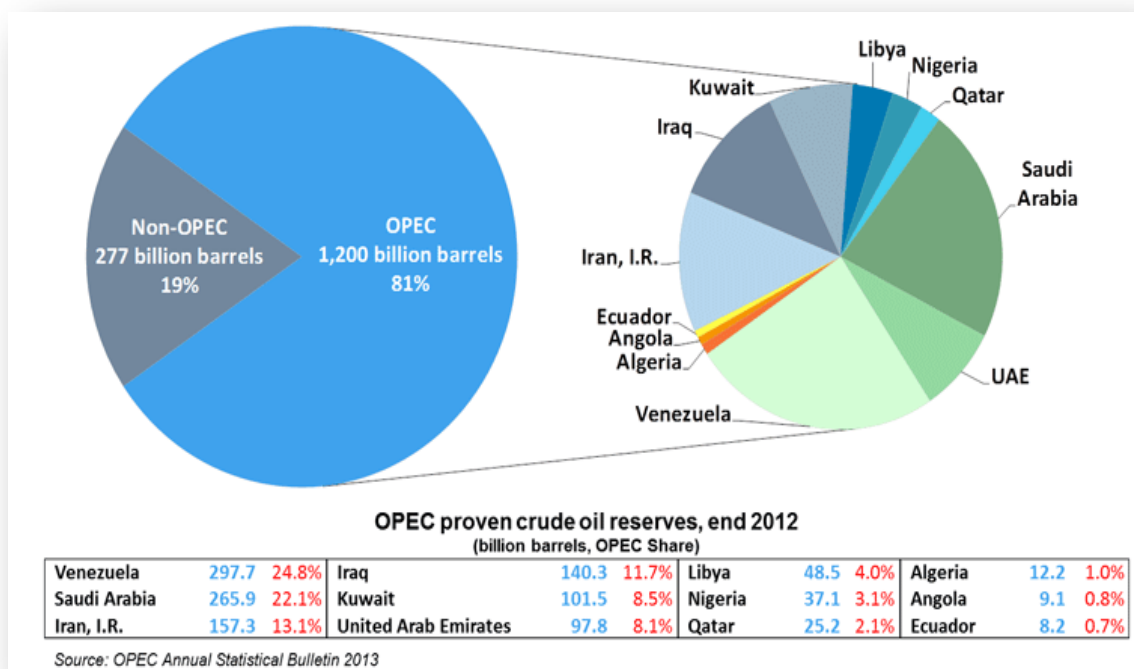 Non-OPEC
277 billion barrels
19%
OPEC
1,200 billion barrels
81%
Libya
Nigeria
Qatar
Kuwait
Iraq
Saudi
Arabia
Iran, I.R.
Ecuador
Angola
Algeria
UAE
Venezuela
OPEC proven crude oil reserves, end 2012
(billion barrels, OPEC Share)
Venezuela 297.7 24.8% Iraq 140.3 11.7% Libya 48.5 4.0% Algeria 12.2 1.0%
Saudi Arabia 265.9 22.1% Kuwait 101.5 8.5% Nigeria 37.1 3.1% Angola 9.1 0.8%
Iran, I.R. 157.3 13.1% United Arab Emirates 97.8 8.1% Qatar 25.2 2.1% Ecuador 8.2 0.7%
Source: OPEC Annual Statistical Bulletin 2013